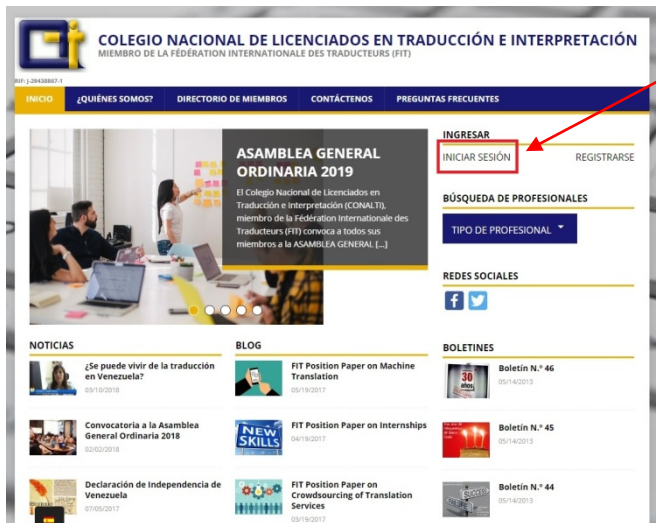 COLEGIO NACIONAL DE LICENCIADOS EN TRADUCCIÓN E INTERPRETACIÓN
MIEMBRO DE LA FÉDÉRATION INTERNATIONALE DES TRADUCTEURS (FIT)
RIF: J-29438867-1
INICIO
¿QUIÉNES SOMOS?
DIRECTORIO DE MIEMBROS
CONTÁCTENOS
PREGUNTAS FRECUENTES
ASAMBLEA GENERAL
ORDINARIA 2019
El Colegio Nacional de Licenciados en
Traducción e Interpretación (CONALTI),
miembro de la Fédération Internationale des
Traducteurs (FIT) convoca a todos sus
miembros a la ASAMBLEA GENERAL [...]
INGRESAR
INICIAR SESIÓN
REGISTRARSE
BÚSQUEDA DE PROFESIONALES
TIPO DE PROFESIONAL
REDES SOCIALES
NOTICIAS
¿Se puede vivir de la traducción
en Venezuela?
03/10/2018
Convocatoria a la Asamblea
General Ordinaria 2018
02/02/2018
Declaración de Independencia de
Venezuela
07/05/2017
BLOG
FIT Position Paper on Machine
Translation
05/19/2017
NEW
SKILLS
FIT Position Paper on Internships
04/19/2017
FIT Position Paper on
Crowdsourcing of Translation
Services
03/19/2017
BOLETINES
30
años
Boletín N.º 46
05/14/2013
Boletín N.º 45
05/14/2013
Boletín N.º 44
05/14/2013